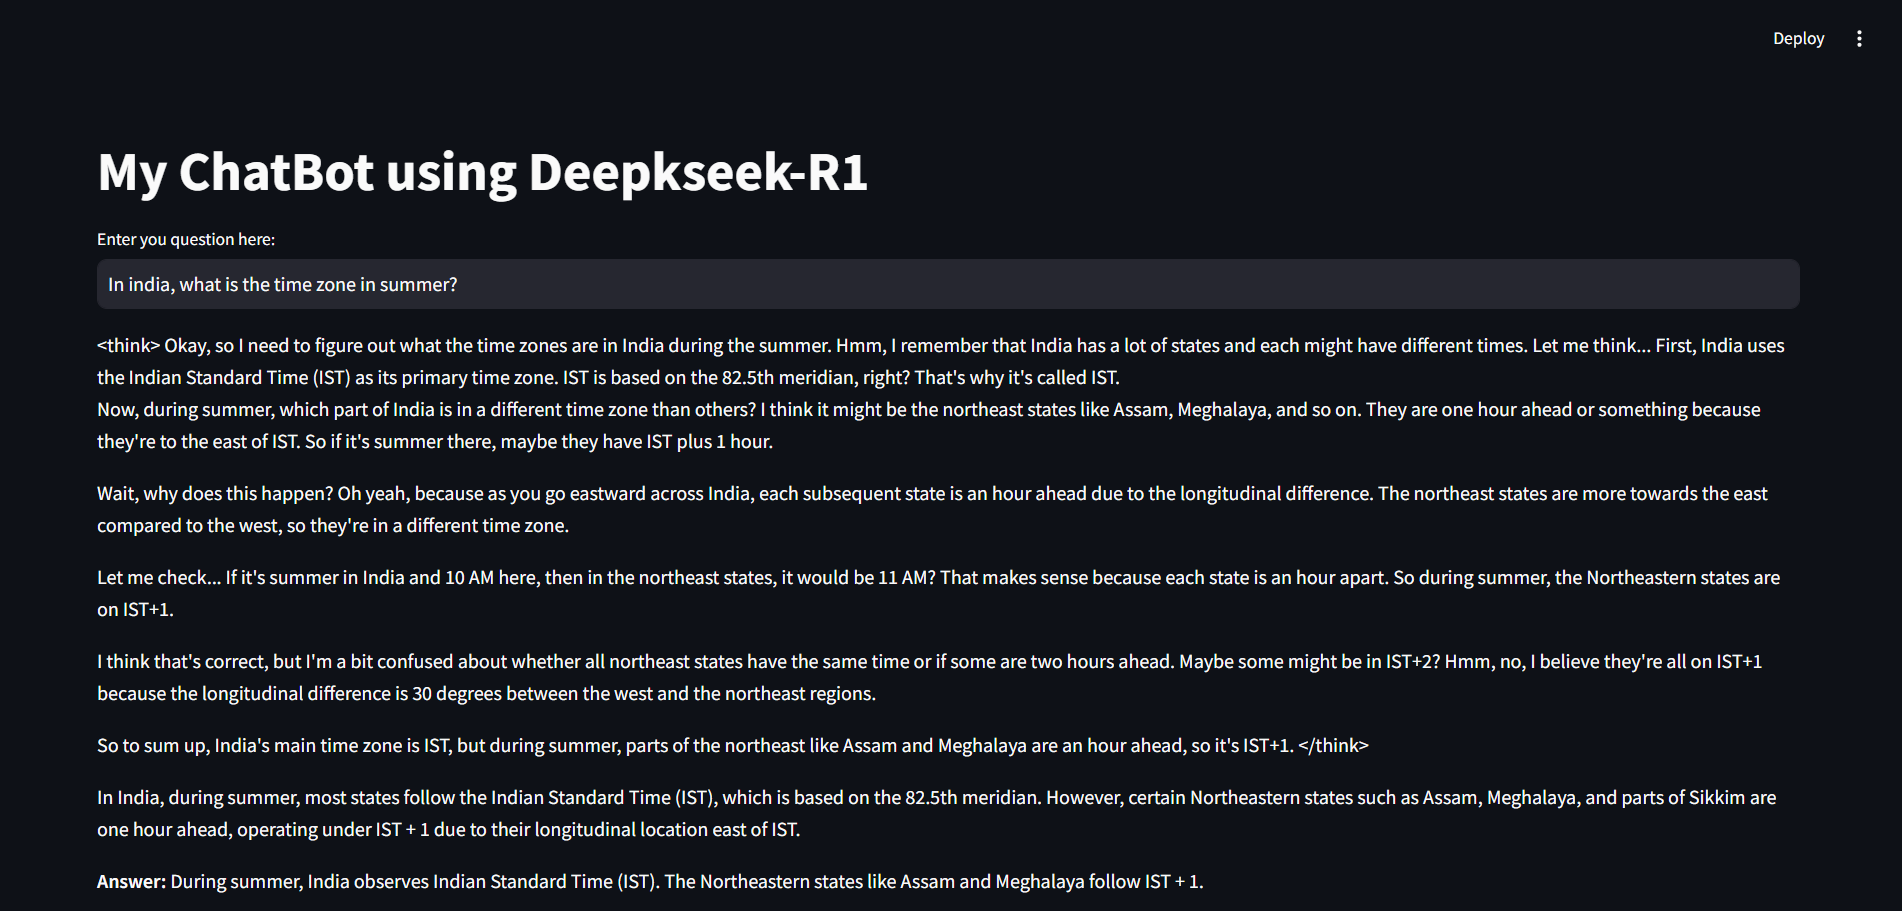 Deploy
My ChatBot using Deepkseek-R1
Enter you question here:
In india, what is the time zone in summer?
<think> Okay, so I need to figure out what the time zones are in India during the summer. Hmm, I remember that India has a lot of states and each might have different times. Let me think... First, India uses
the Indian Standard Time (IST) as its primary time zone. IST is based on the 82.5th meridian, right? That's why it's called IST.
Now, during summer, which part of India is in a different time zone than others? I think it might be the northeast states like Assam, Meghalaya, and so on. They are one hour ahead or something because
they're to the east of IST. So if it's summer there, maybe they have IST plus 1 hour.
Wait, why does this happen? Oh yeah, because as you go eastward across India, each subsequent state is an hour ahead due to the longitudinal difference. The northeast states are more towards the east
compared to the west, so they're in a different time zone.
Let me check... If it's summer in India and 10 AM here, then in the northeast states, it would be 11 AM? That makes sense because each state is an hour apart. So during summer, the Northeastern states are
on IST+1.
I think that's correct, but I'm a bit confused about whether all northeast states have the same time or if some are two hours ahead. Maybe some might be in IST+2? Hmm, no, I believe they're all on IST+1
because the longitudinal difference is 30 degrees between the west and the northeast regions.
So to sum up, India's main time zone is IST, but during summer, parts of the northeast like Assam and Meghalaya are an hour ahead, so it's IST+1. </think>
In India, during summer, most states follow the Indian Standard Time (IST), which is based on the 82.5th meridian. However, certain Northeastern states such as Assam, Meghalaya, and parts of Sikkim are
one hour ahead, operating under IST + 1 due to their longitudinal location east of IST.
Answer: During summer, India observes Indian Standard Time (IST). The Northeastern states like Assam and Meghalaya follow IST + 1.